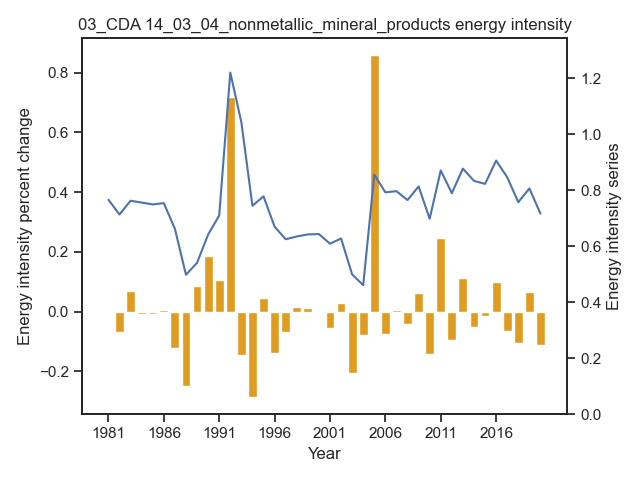 03_CDA 14_03_04_nonmetallic_mineral_products energy intensity
0.8
0.6
0.4
0.2
0.0
−0.2
Energy intensity percent change
1.2
1.0
0.8
0.6
0.4
0.2
0.0
Energy intensity series
1981 1986 1991 1996 2001 2006 2011 2016
Year